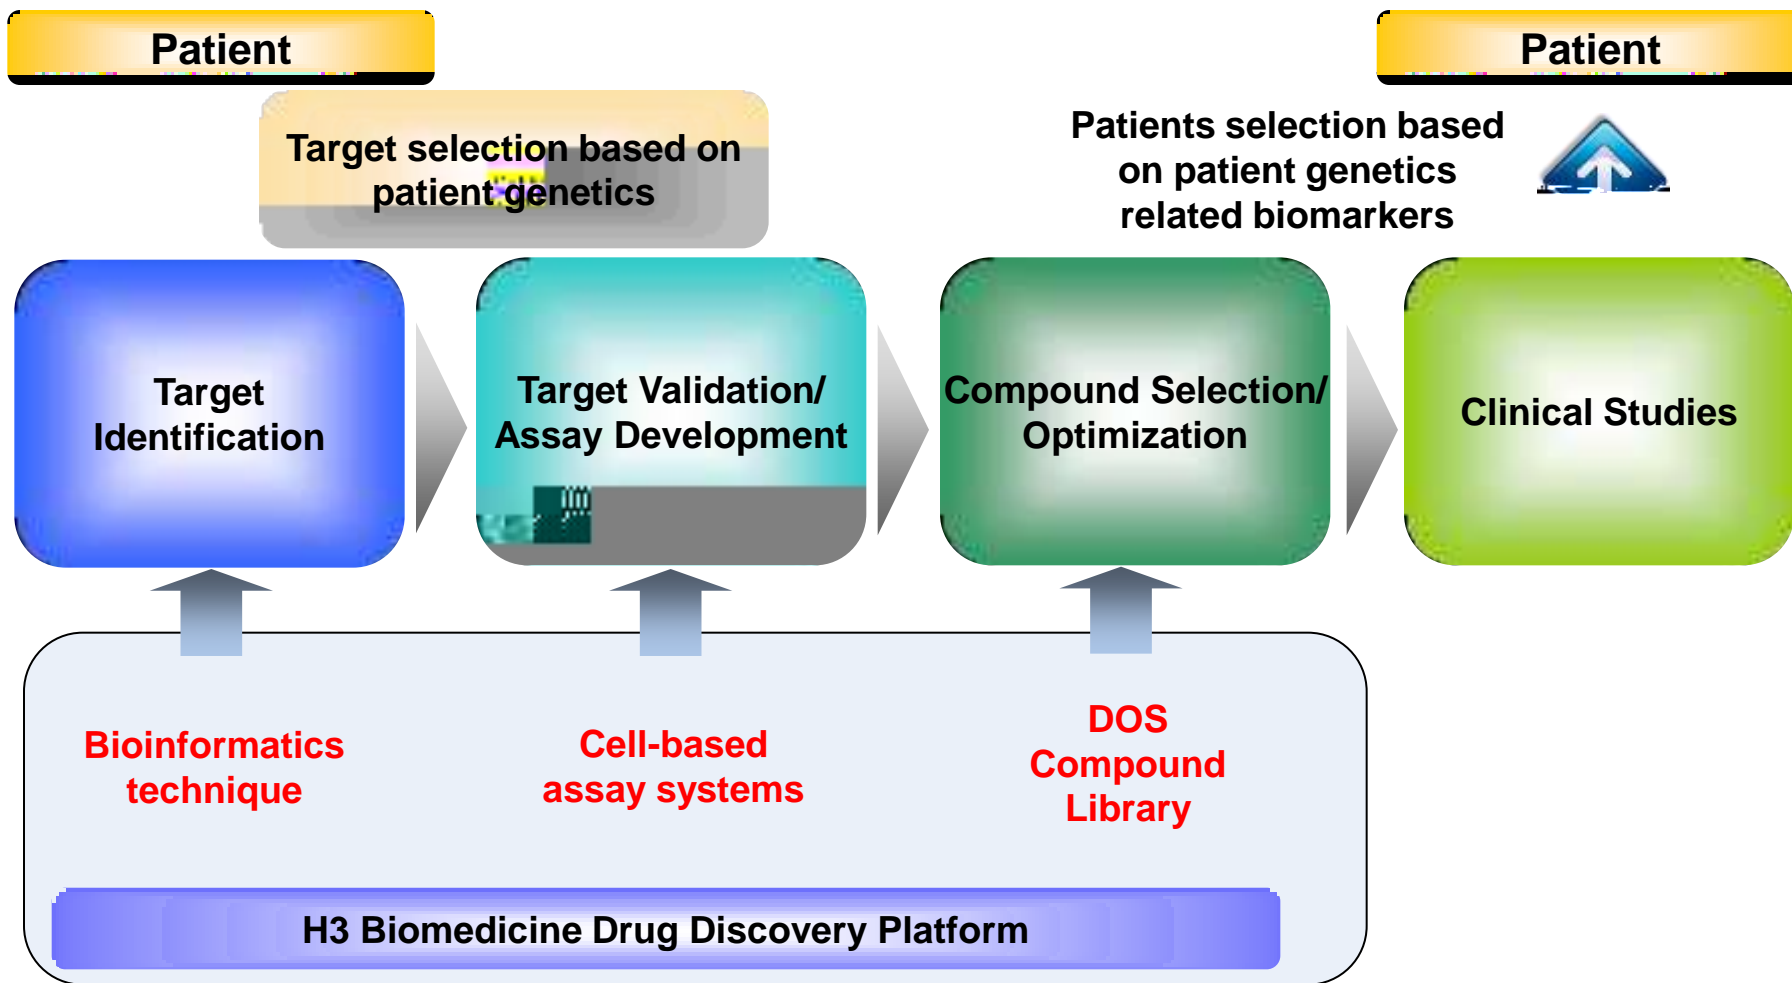 Patient
Patient
Target selection based on
patient genetics
Patients selection based
on patient genetics
related biomarkers
Target
Identification
Target Validation/
Assay Development
Compound Selection/
Optimization
Clinical Studies
Bioinformatics
technique
Cell-based
assay systems
DOS
Compound
Library
H3 Biomedicine Drug Discovery Platform